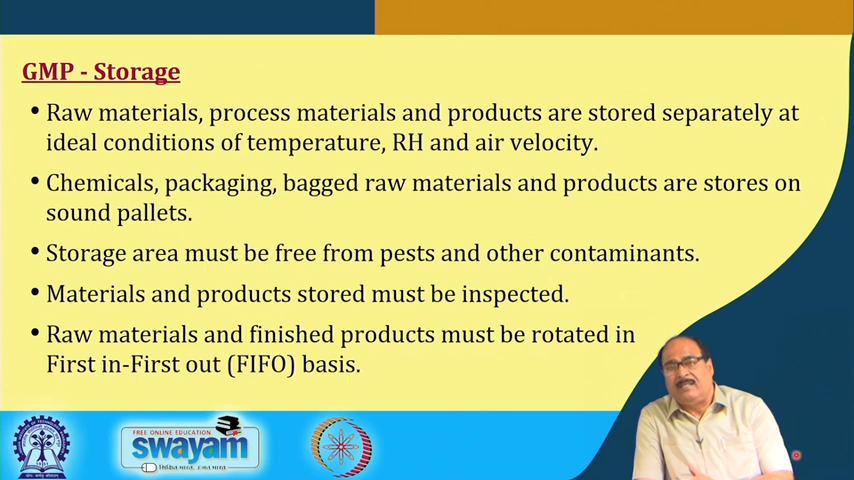 GMP - Storage
• Raw materials, process materials and products are stored separately at
ideal conditions of temperature, RH and air velocity.
• Chemicals, packaging, bagged raw materials and products are stores on
sound pallets.
• Storage area must be free from pests and other contaminants.
• Materials and products stored must be inspected.
• Raw materials and finished products must be rotated in
First in-First out (FIFO) basis.
FREE ONLINE EDUCATION
swayam